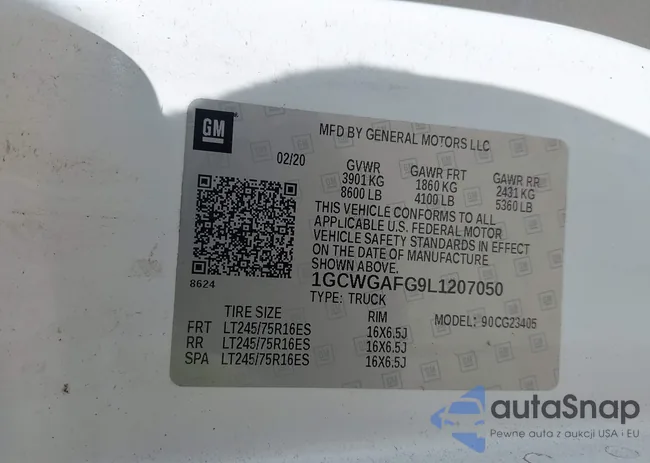 GM
MFD BY GENERAL MOTORS LLC
02/20
GVWR GAWR FRT GAWR RR
3901 KG 1860 KG 2431 KG
8600 LB 4100 LB 5360 LB
THIS VEHICLE CONFORMS TO ALL
APPLICABLE U.S. FEDERAL MOTOR
VEHICLE SAFETY STANDARDS IN EFFECT
ON THE DATE OF MANUFACTURE
SHOWN ABOVE.
8624
1GCWGAFG9L1207050
TYPE: TRUCK
TIRE SIZE RIM MODEL: 90CG23405
FRT LT245/75R16ES 16X6.5J
RR LT245/75R16ES 16X6.5J
SPA LT245/75R16ES 16X6.5J
autaSnap
Pewne auta z aukcji USA i EU